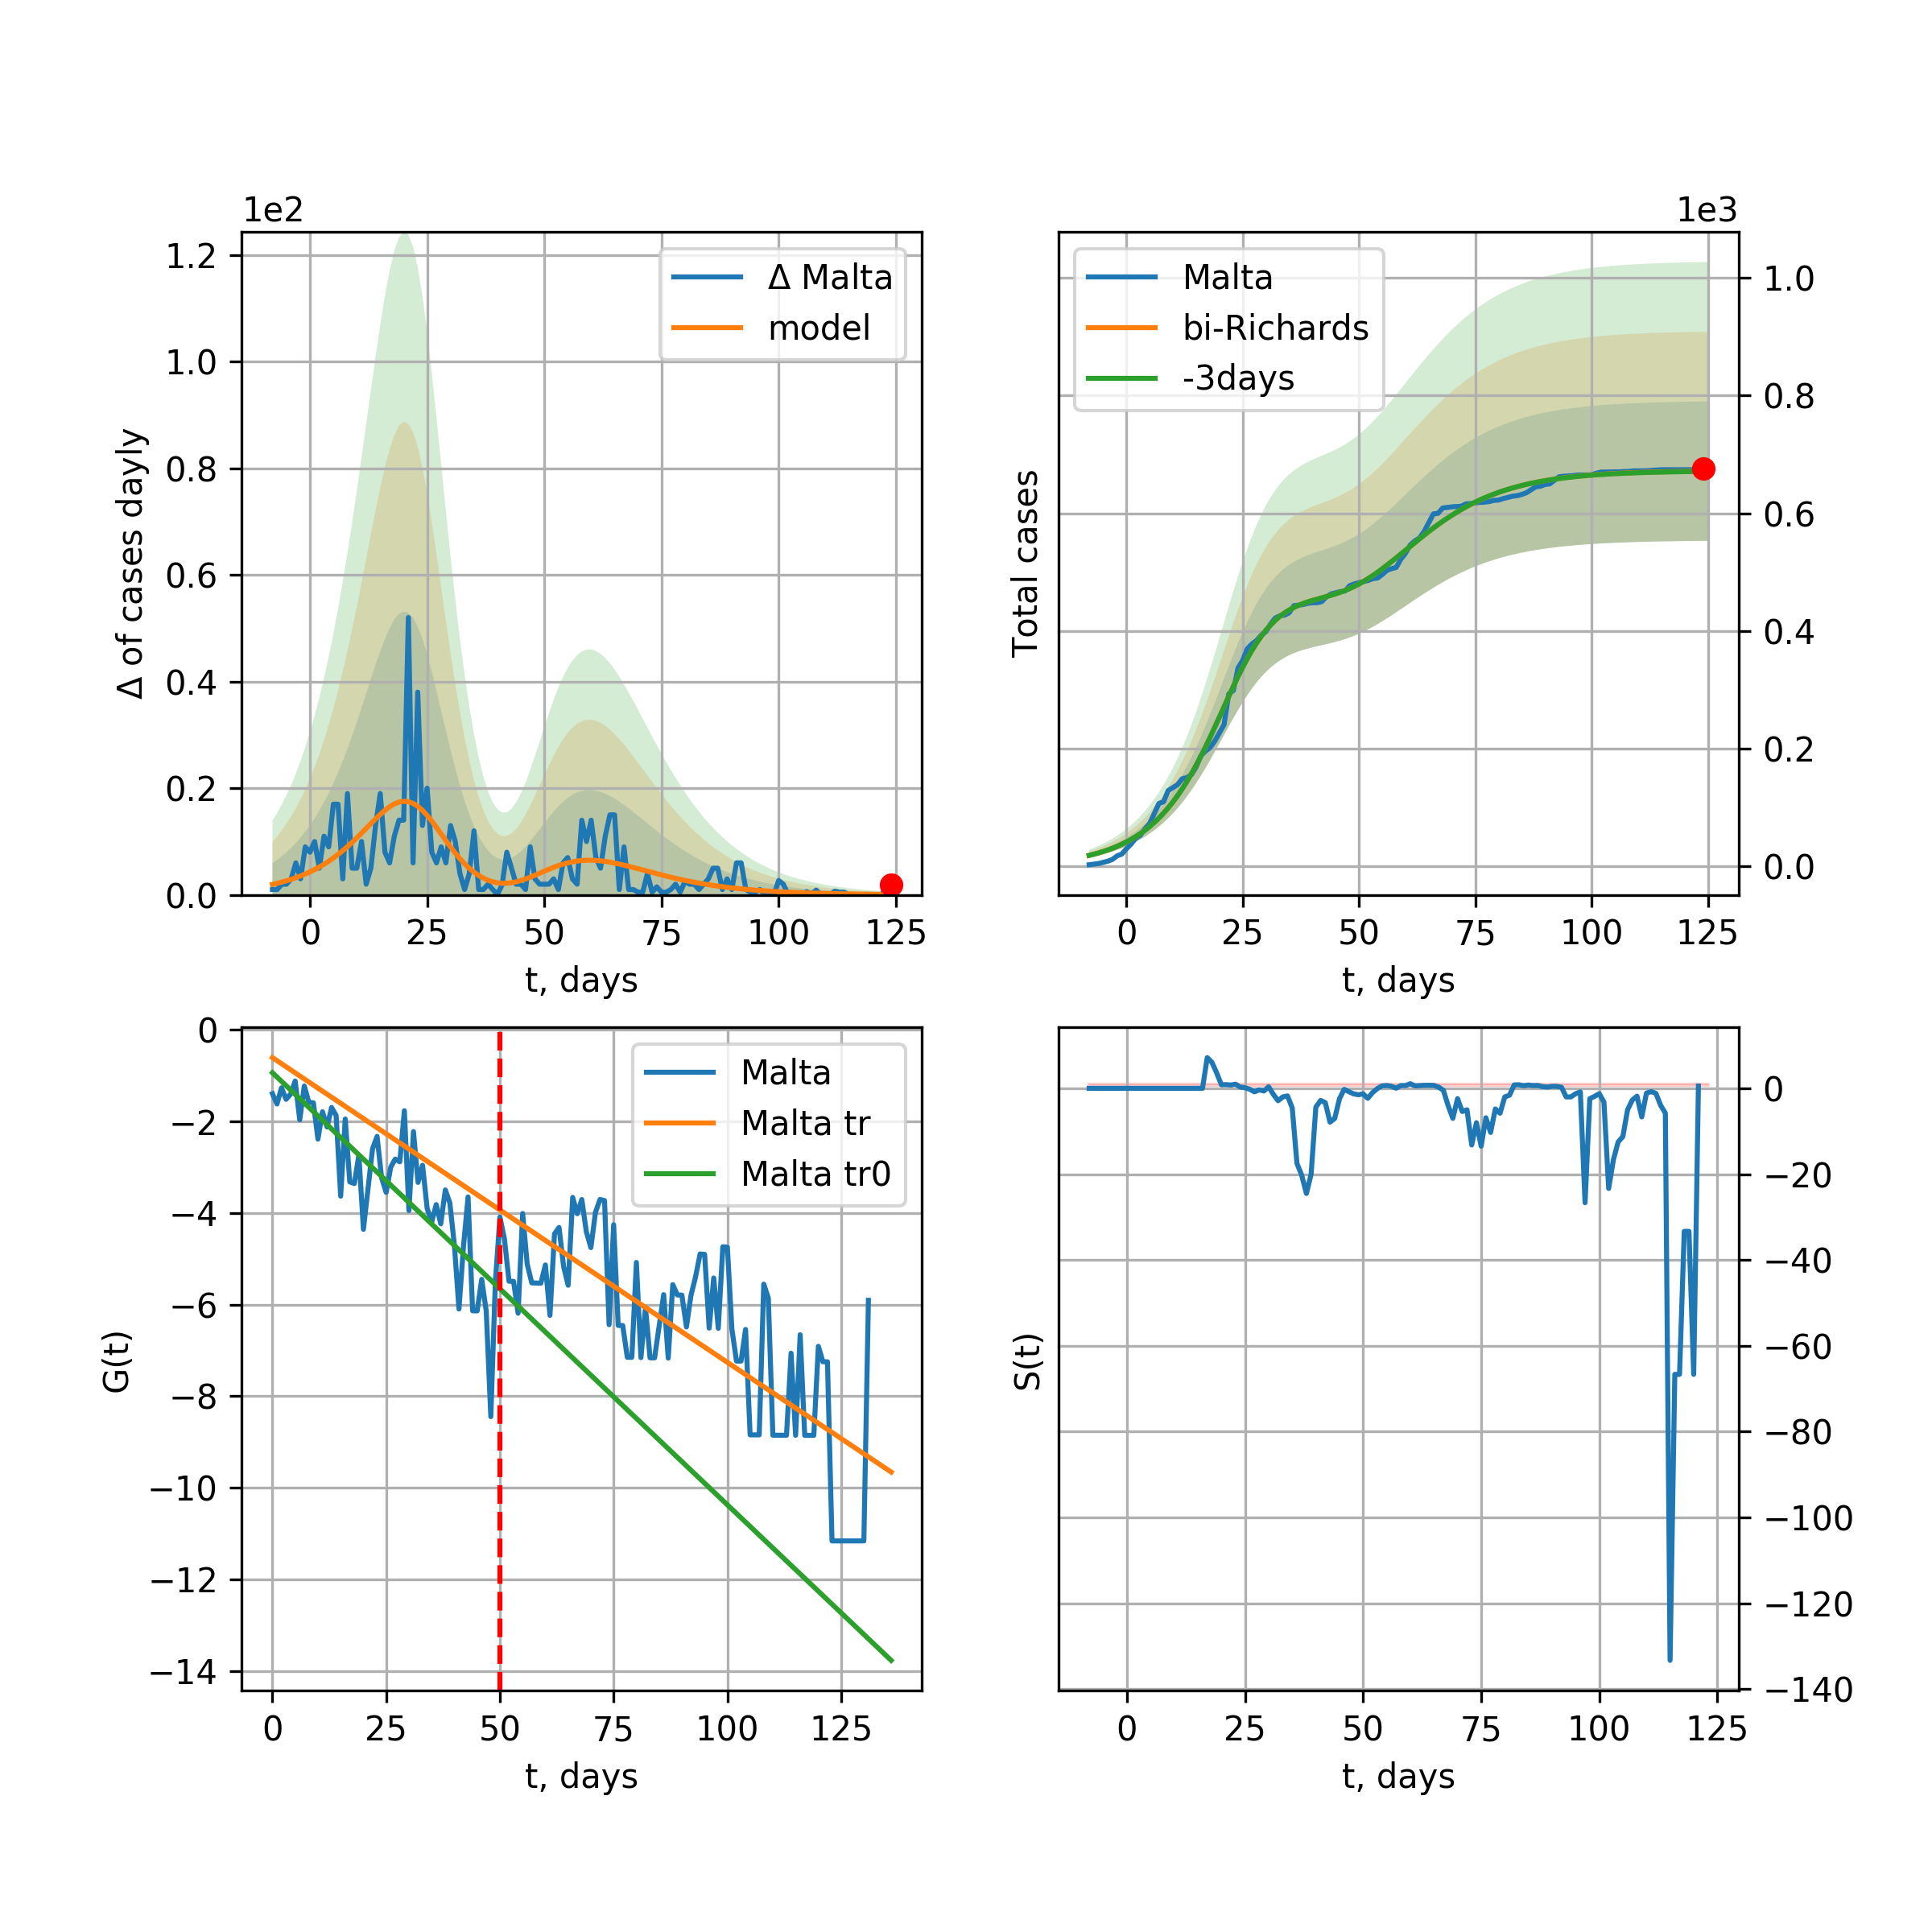 1e2
1.2
1.0
0.8
0.6
0.4
0.2
0.0
Δ of cases dayly
Δ Malta
model
0 25 50 75 100 125
t, days
1e3
Malta
bi-Richards
-3days
Total cases
1.0
0.8
0.6
0.4
0.2
0.0
0 25 50 75 100 125
t, days
0
−2
−4
−6
−8
−10
−12
−14
G(t)
Malta
Malta tr
Malta tr0
0 25 50 75 100 125
t, days
S(t)
0
−20
−40
−60
−80
−100
−120
−140
0 25 50 75 100 125
t, days